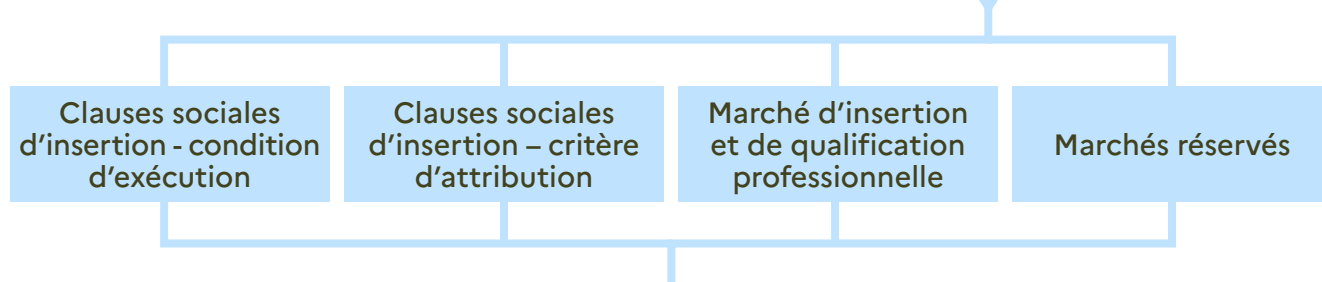 Clauses sociales
d'insertion - condition
d'exécution
Clauses sociales
d'insertion – critère
d'attribution
Marché d'insertion
et de qualification
professionnelle
Marchés réservés